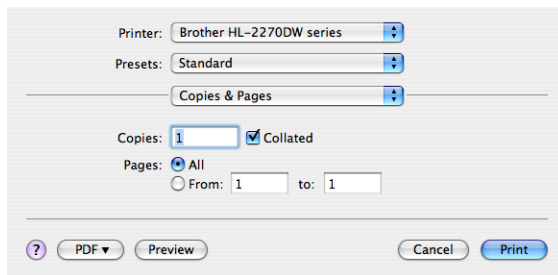 Printer: Brother HL-2270DW series
Presets: Standard
Copies & Pages
Copies: 1 Collated
Pages: All
From: 1 to: 1
? PDF Preview Cancel Print